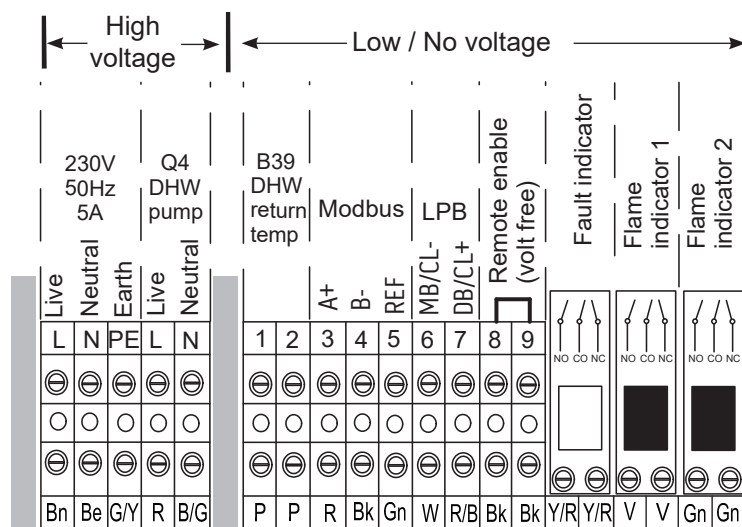 High
voltage
Low / No voltage
230V
50Hz
5A
Q4
DHW
pump
B39
DHW
return
temp
Modbus
LPB
Remote enable
(volt free)
Fault indicator
Flame
indicator 1
Flame
indicator 2
Live
Neutral
Earth
Live
Neutral
A+
B-
REF
MB/CL-
DB/CL+
L N PE L N
1 2 3 4 5 6 7 8 9
NO CO NC NO CO NC NO CO NC
Bn Be G/Y R B/G P P R Bk Gn W R/B Bk Bk Y/R Y/R V V Gn Gn